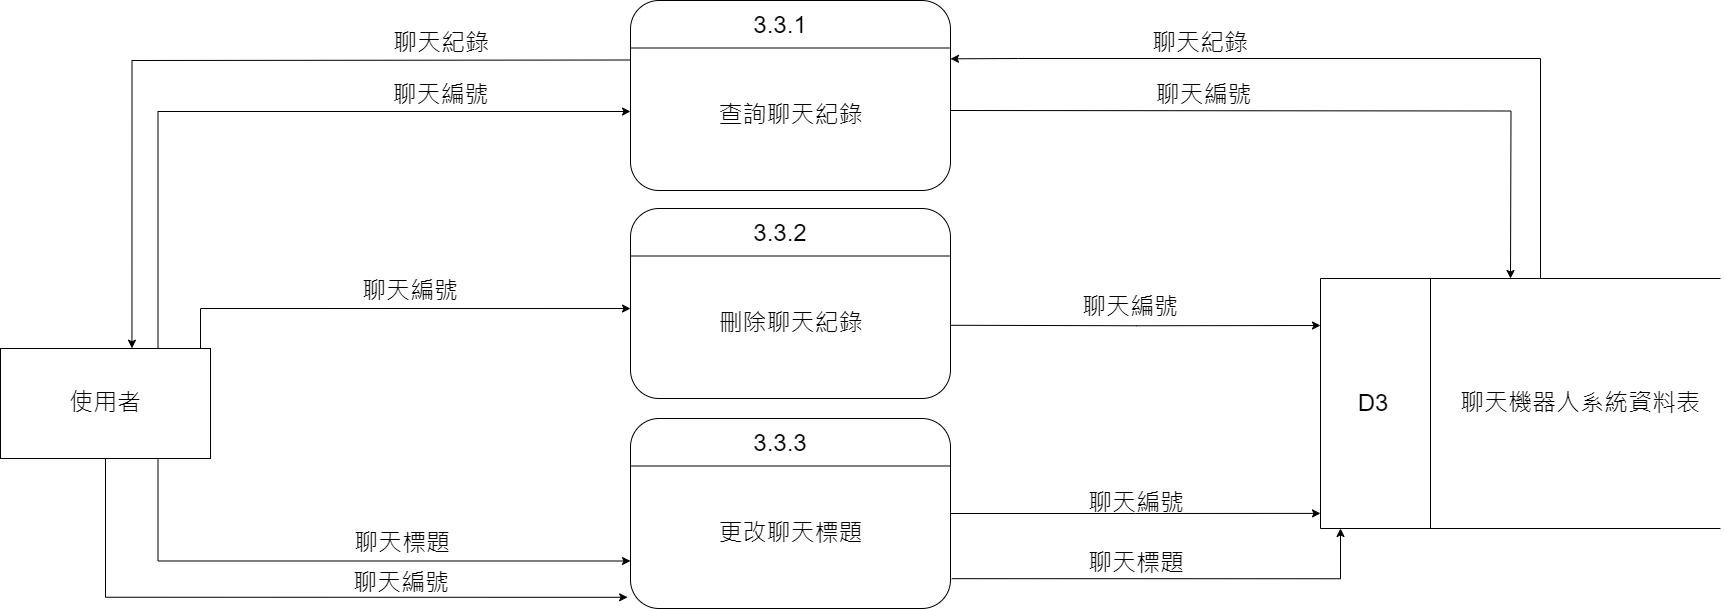 3.3.1
聊天紀錄
聊天紀錄
聊天編號
聊天編號
查詢聊天紀錄
3.3.2
聊天編號
聊天編號
刪除聊天紀錄
使用者
D3
聊天機器人系統資料表
3.3.3
聊天編號
更改聊天標題
聊天標題
聊天標題
聊天編號